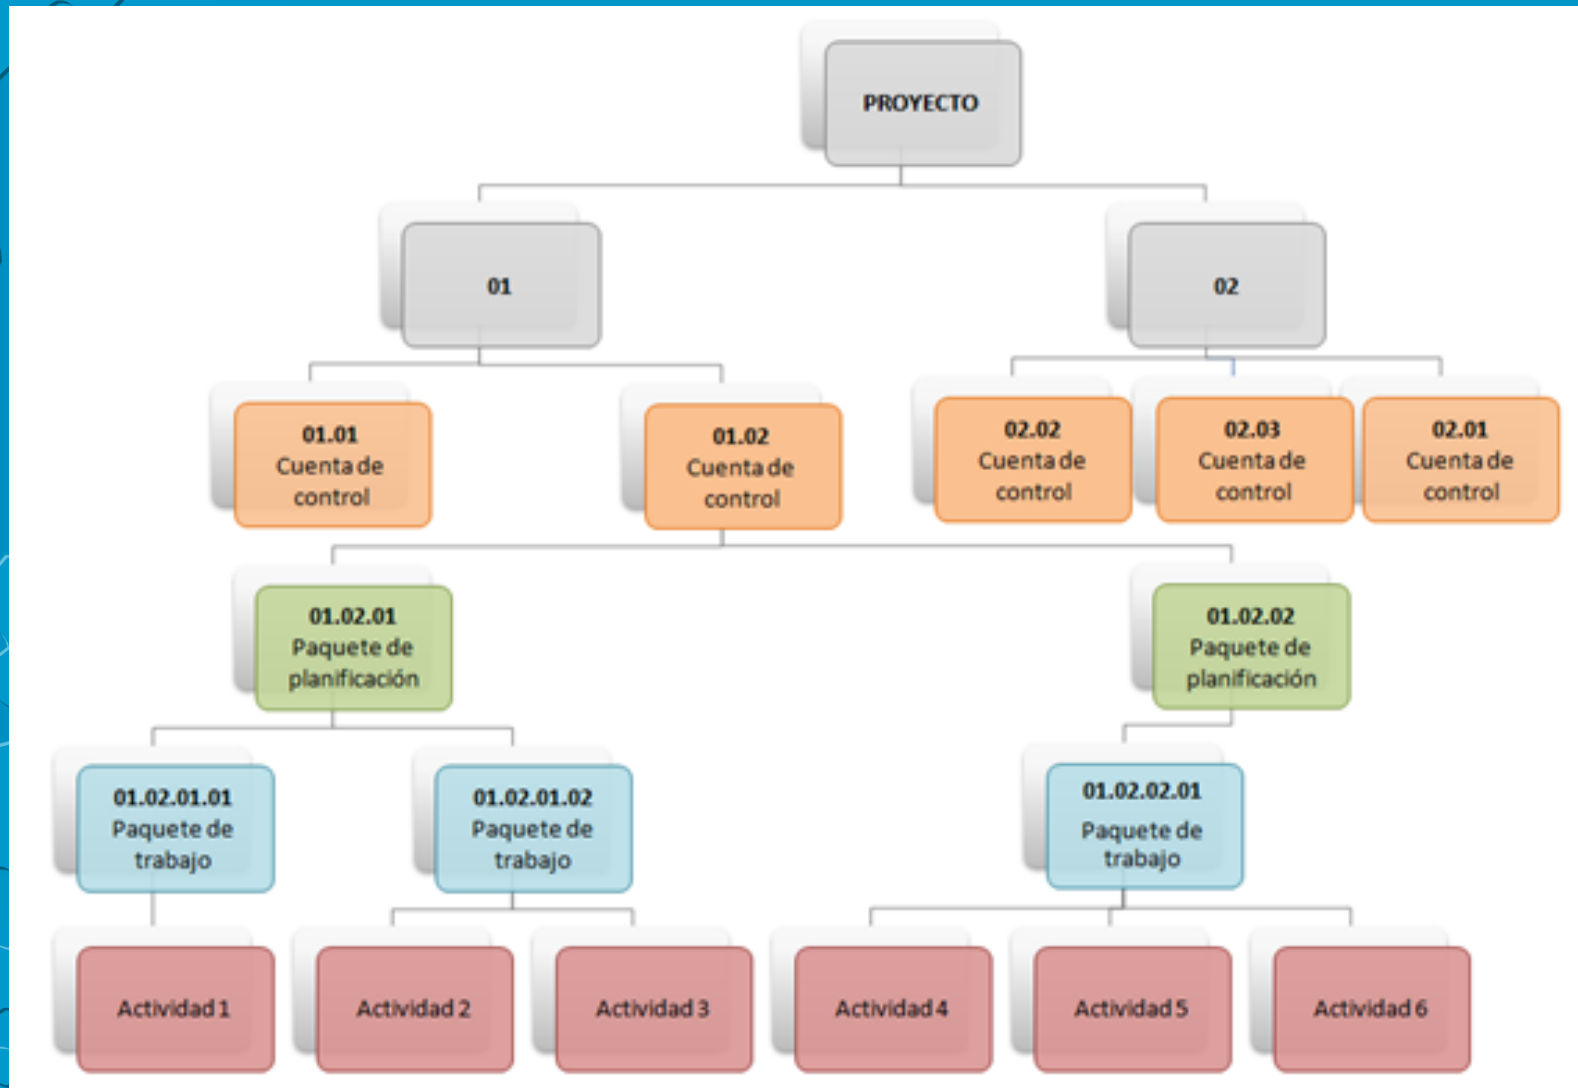 PROYECTO
01
02
01.01
Cuenta de
control
01.02
Cuenta de
control
02.02
Cuenta de
control
02.03
Cuenta de
control
02.01
Cuenta de
control
01.02.01
Paquete de
planificación
01.02.02
Paquete de
planificación
01.02.01.01
Paquete de
trabajo
01.02.01.02
Paquete de
trabajo
01.02.02.01
Paquete de
trabajo
Actividad 1
Actividad 2
Actividad 3
Actividad 4
Actividad 5
Actividad 6